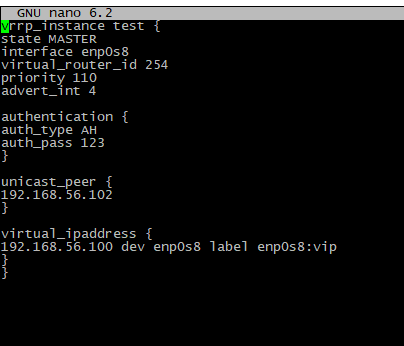 GNU nano 6.2
vrrp_instance test {
state MASTER
interface enp0s8
virtual_router_id 254
priority 110
advert_int 4
authentication {
auth_type AH
auth_pass 123
}
unicast_peer {
192.168.56.102
}
virtual_ipaddress {
192.168.56.100 dev enp0s8 label enp0s8:vip
}
}